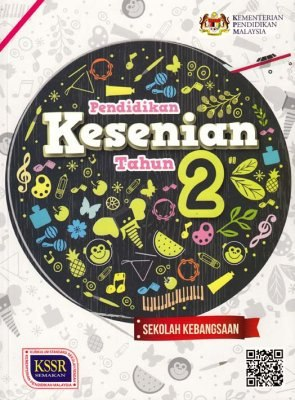 KEMENTERIAN
PENDIDIKAN
MALAYSIA
Pendidikan
Kesenian
Tahun
2
SEKOLAH KEBANGSAAN
KSSR
SEMAKAN